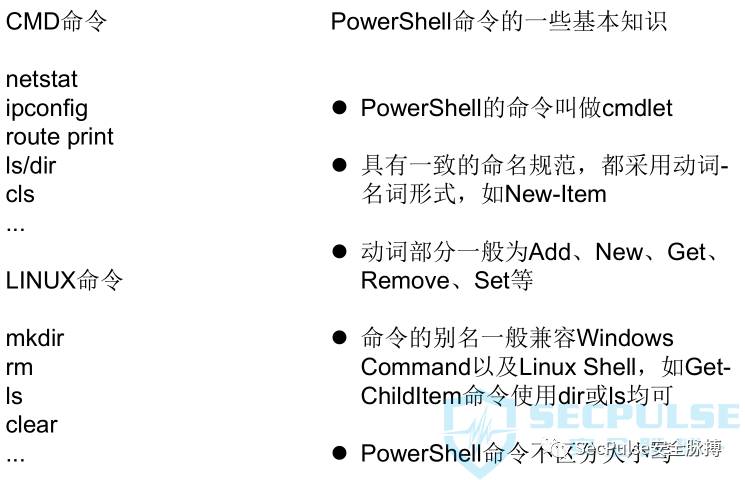 CMD命令
netstat
ipconfig
route print
ls/dir
cls
...
LINUX命令
mkdir
rm
ls
clear
...
PowerShell命令的一些基本知识
● PowerShell的命令叫做cmdlet
● 具有一致的命名规范，都采用动词-
名词形式，如New-Item
● 动词部分一般为Add、New、Get、
Remove、Set等
● 命令的别名一般兼容Windows
Command以及Linux Shell，如Get-
ChildItem命令使用dir或ls均可
● PowerShell命令不区分大小写
SECPULSE
SecPulse安全脉搏